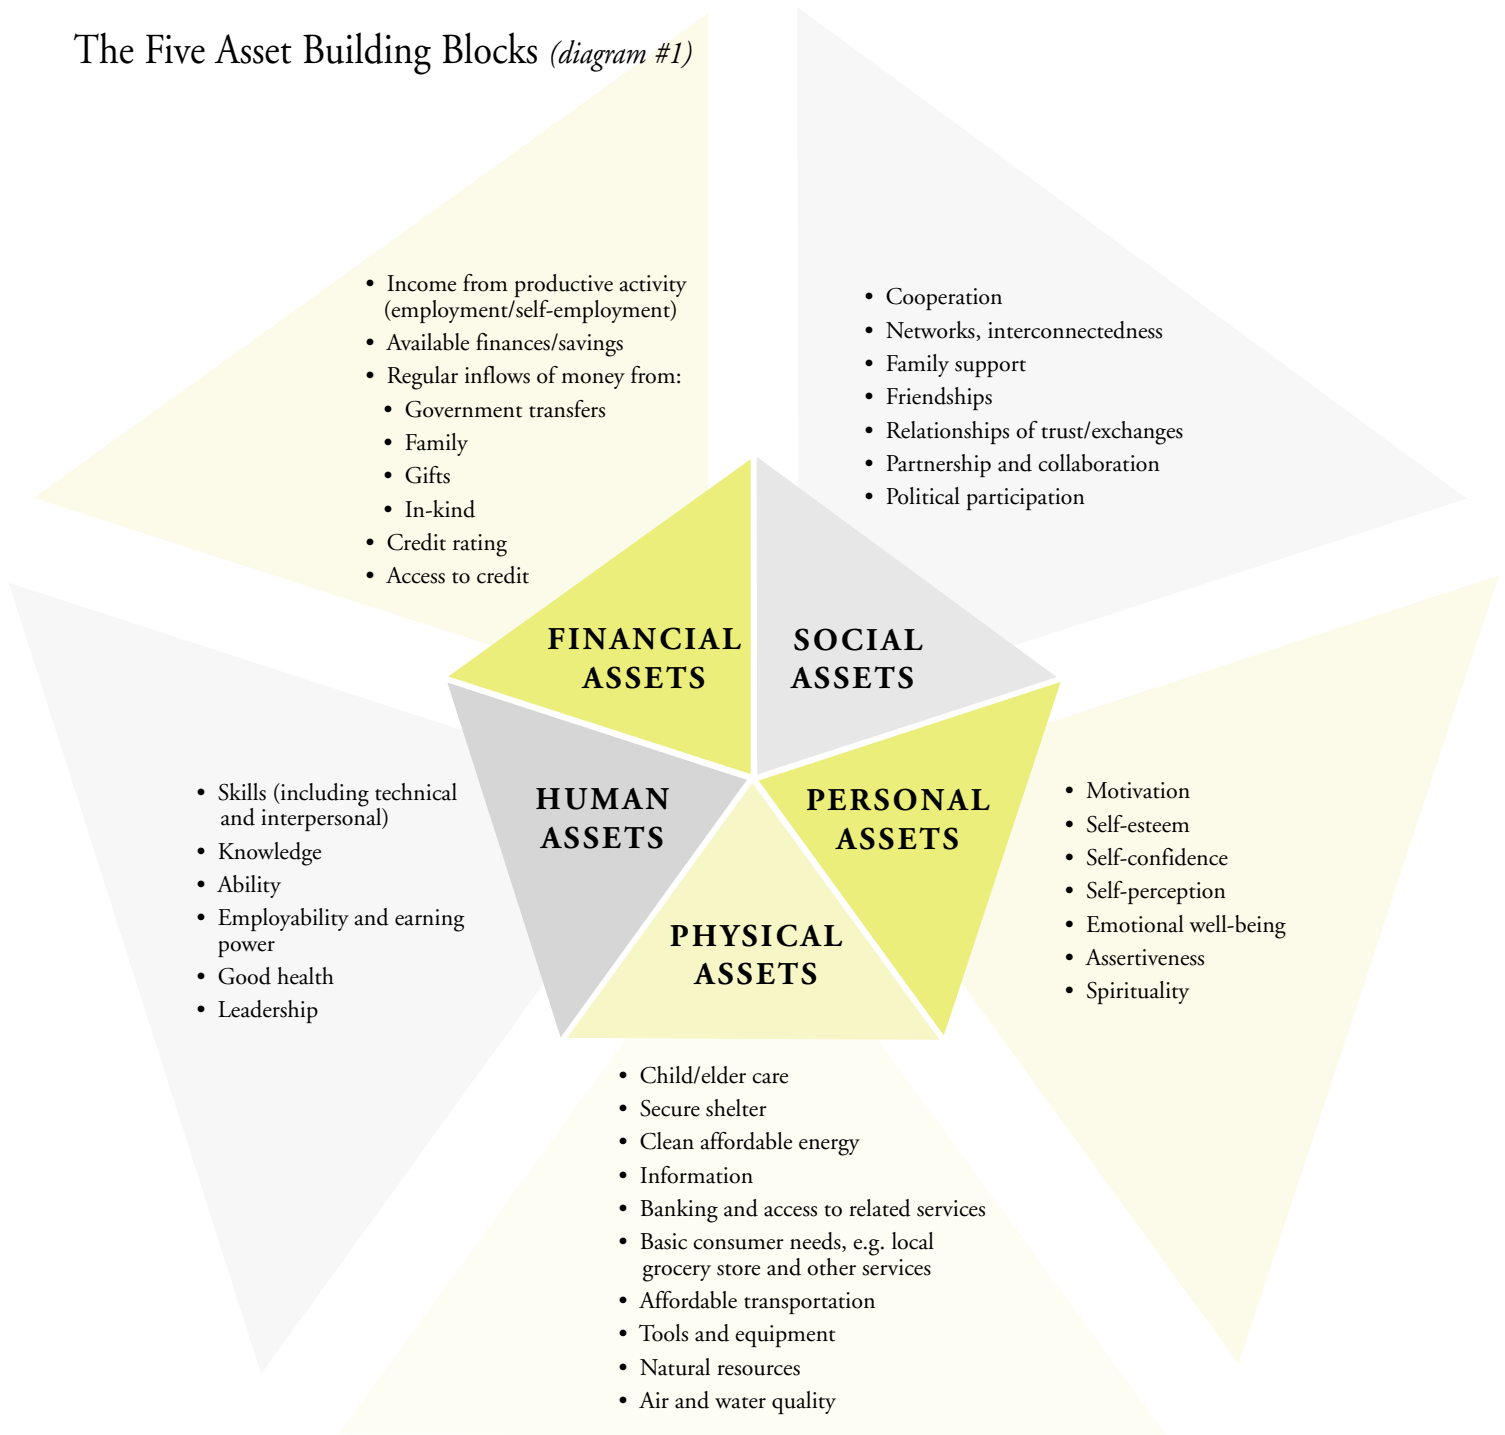 The Five Asset Building Blocks (diagram #1)
• Income from productive activity
(employment/self-employment)
• Available finances/savings
• Regular inflows of money from:
• Government transfers
• Family
• Gifts
• In-kind
• Credit rating
• Access to credit
• Cooperation
• Networks, interconnectedness
• Family support
• Friendships
• Relationships of trust/exchanges
• Partnership and collaboration
• Political participation
FINANCIAL
ASSETS
SOCIAL
ASSETS
• Skills (including technical
and interpersonal)
• Knowledge
• Ability
• Employability and earning
power
• Good health
• Leadership
HUMAN
ASSETS
PERSONAL
ASSETS
• Motivation
• Self-esteem
• Self-confidence
• Self-perception
• Emotional well-being
• Assertiveness
• Spirituality
PHYSICAL
ASSETS
• Child/elder care
• Secure shelter
• Clean affordable energy
• Information
• Banking and access to related services
• Basic consumer needs, e.g. local
grocery store and other services
• Affordable transportation
• Tools and equipment
• Natural resources
• Air and water quality